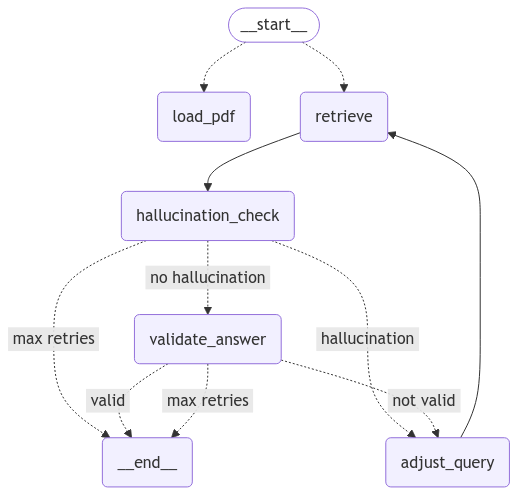 __start__
load_pdf
retrieve
hallucination_check
no hallucination
max retries
validate_answer
hallucination
valid
max retries
not valid
__end__
adjust_query